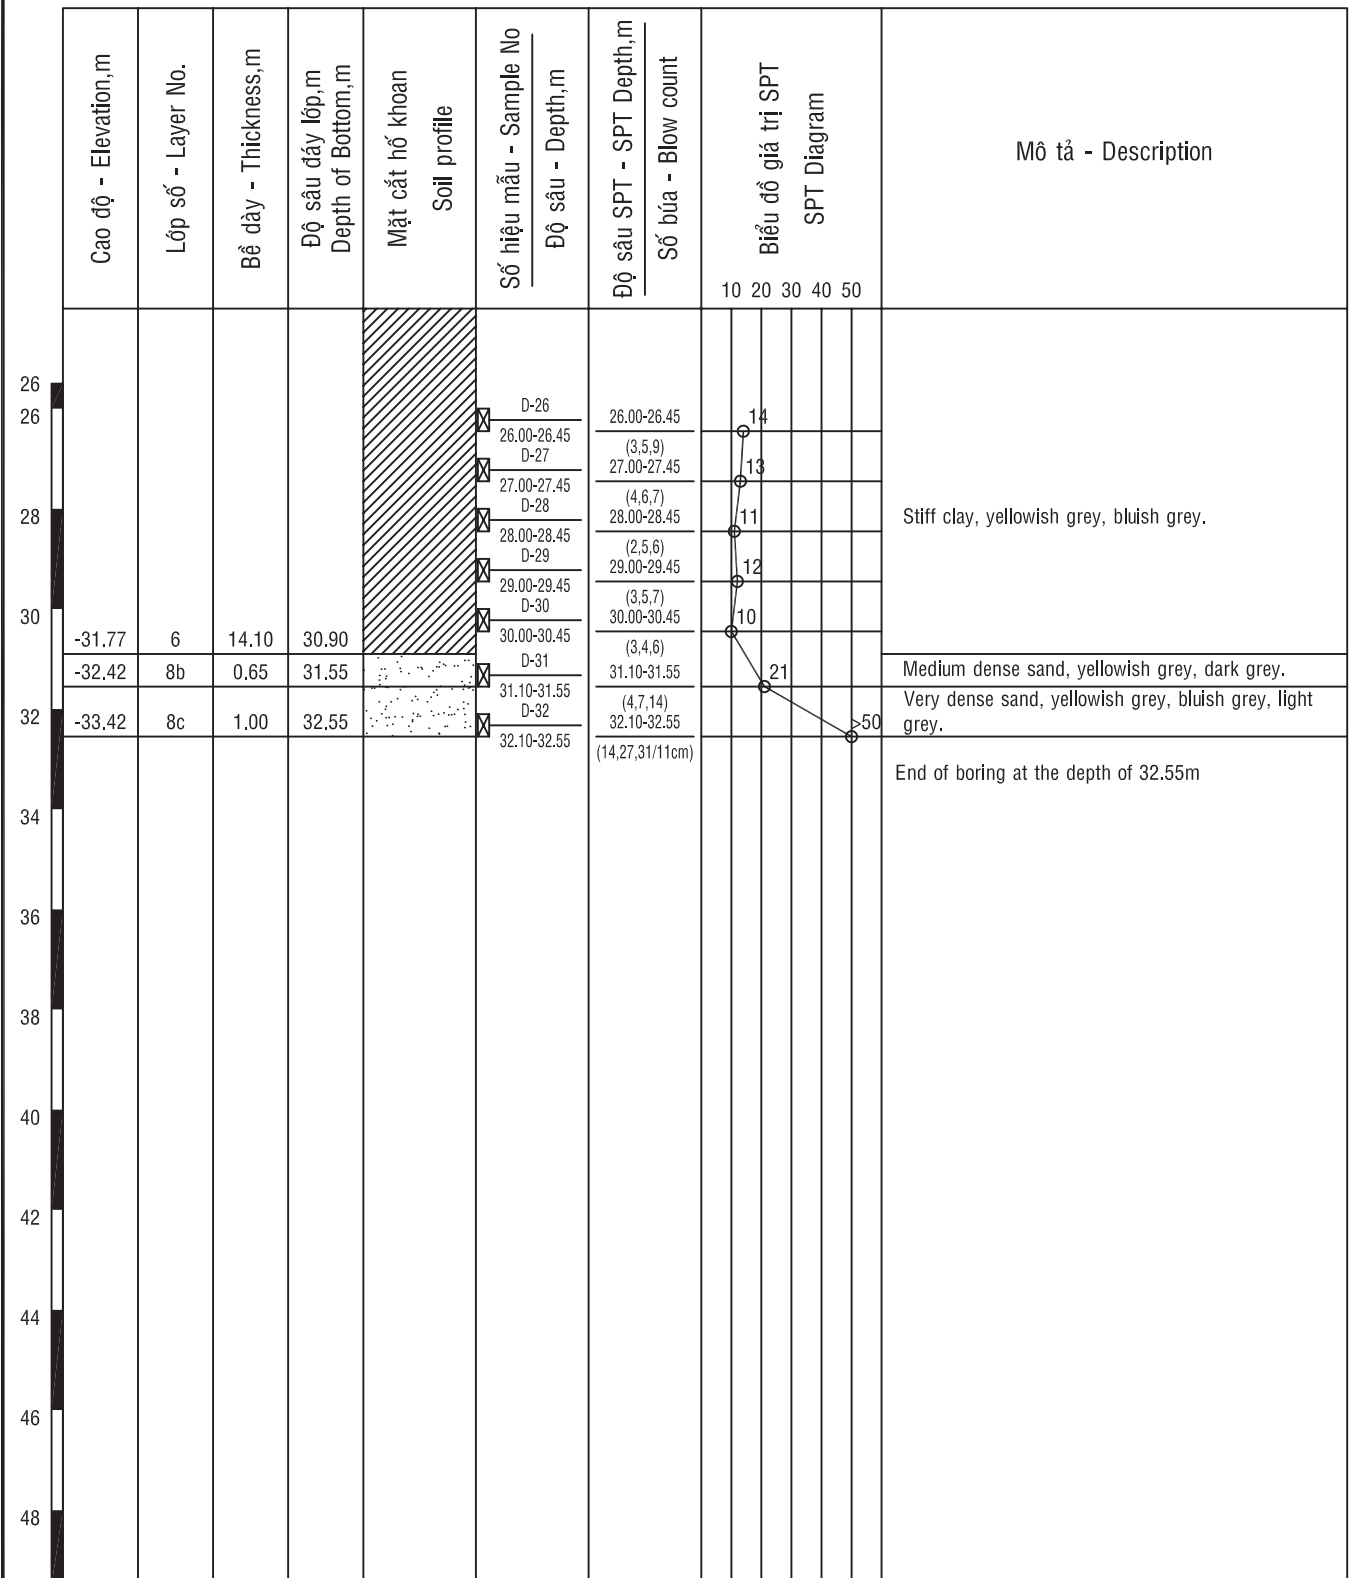 Cao độ - Elevation,m
Lớp số - Layer No.
Bề dày - Thickness,m
Độ sâu đáy lớp,m
Depth of Bottom,m
Mặt cắt hố khoan
Soil profile
Số hiệu mẫu - Sample No
Độ sâu - Depth,m
Độ sâu SPT - SPT Depth,m
Số búa - Blow count
Biểu đồ giá trị SPT
SPT Diagram
10 20 30 40 50
Mô tả - Description
26
26
28
30
32
34
36
38
40
42
44
46
48
-31.77 6 14.10 30.90
-32.42 8b 0.65 31.55
-33.42 8c 1.00 32.55
D-26
26.00-26.45
D-27
27.00-27.45
D-28
28.00-28.45
D-29
29.00-29.45
D-30
30.00-30.45
D-31
31.10-31.55
D-32
32.10-32.55
26.00-26.45
(3,5,9)
27.00-27.45
(4,6,7)
28.00-28.45
(2,5,6)
29.00-29.45
(3,5,7)
30.00-30.45
(3,4,6)
31.10-31.55
(4,7,14)
32.10-32.55
(14,27,31/11cm)
14
13
11
12
10
21
>50
Stiff clay, yellowish grey, bluish grey.
Medium dense sand, yellowish grey, dark grey.
Very dense sand, yellowish grey, bluish grey, light
grey.
End of boring at the depth of 32.55m